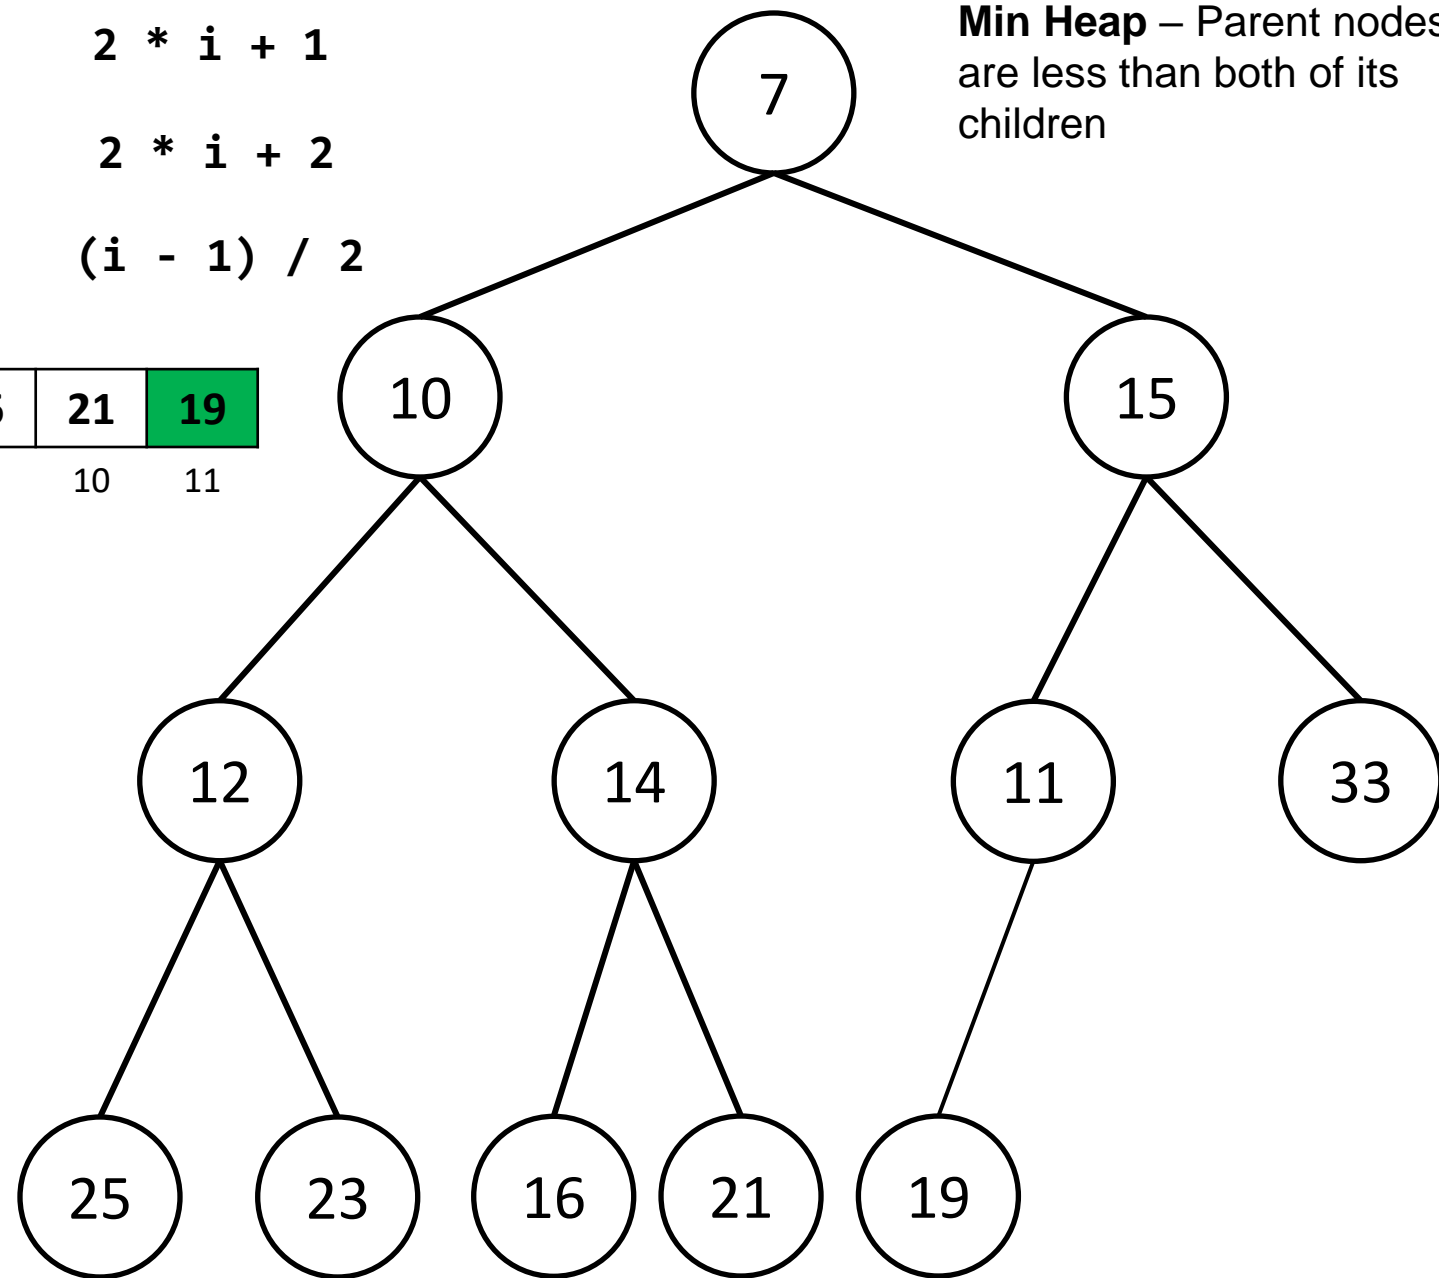 2 * i + 1
2 * i + 2
(i - 1) / 2
Min Heap – Parent nodes
are less than both of its
children
21 19
10 11
7
10 15
12 14 11 33
25 23 16 21 19